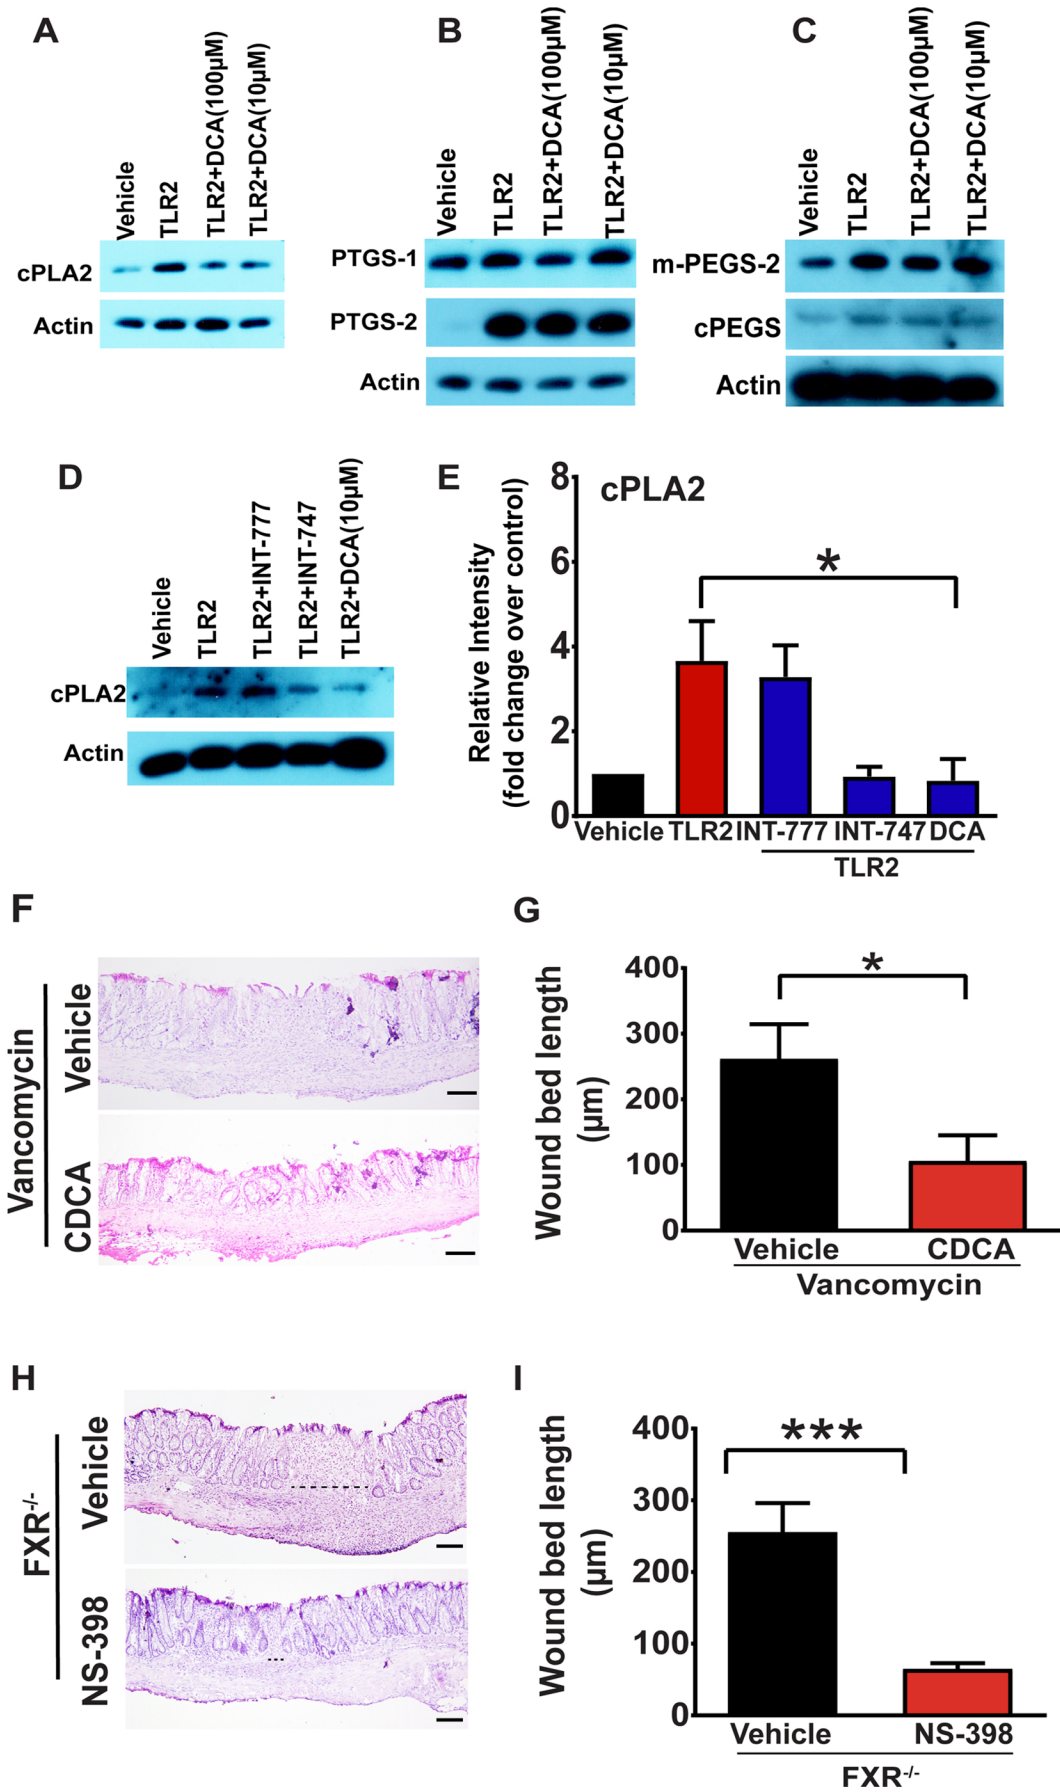 A
Vehicle
TLR2
TLR2+DCA(100µM)
TLR2+DCA(10µM)
cPLA2
Actin
B
Vehicle
TLR2
TLR2+DCA(100µM)
TLR2+DCA(10µM)
PTGS-1
PTGS-2
Actin
C
Vehicle
TLR2
TLR2+DCA(100µM)
TLR2+DCA(10µM)
m-PEGS-2
cPEGS
Actin
D
Vehicle
TLR2
TLR2+INT-777
TLR2+INT-747
TLR2+DCA(10µM)
cPLA2
Actin
E
cPLA2
Relative Intensity
(fold change over control)
8
6
4
2
0
*
Vehicle TLR2 INT-777 INT-747 DCA
TLR2
F
Vancomycin
Vehicle
CDCA
G
Wound bed length
(µm)
400
300
200
100
0
*
Vehicle CDCA
Vancomycin
H
FXR-/-
Vehicle
NS-398
I
Wound bed length
(µm)
400
300
200
100
0
***
Vehicle NS-398
FXR-/-